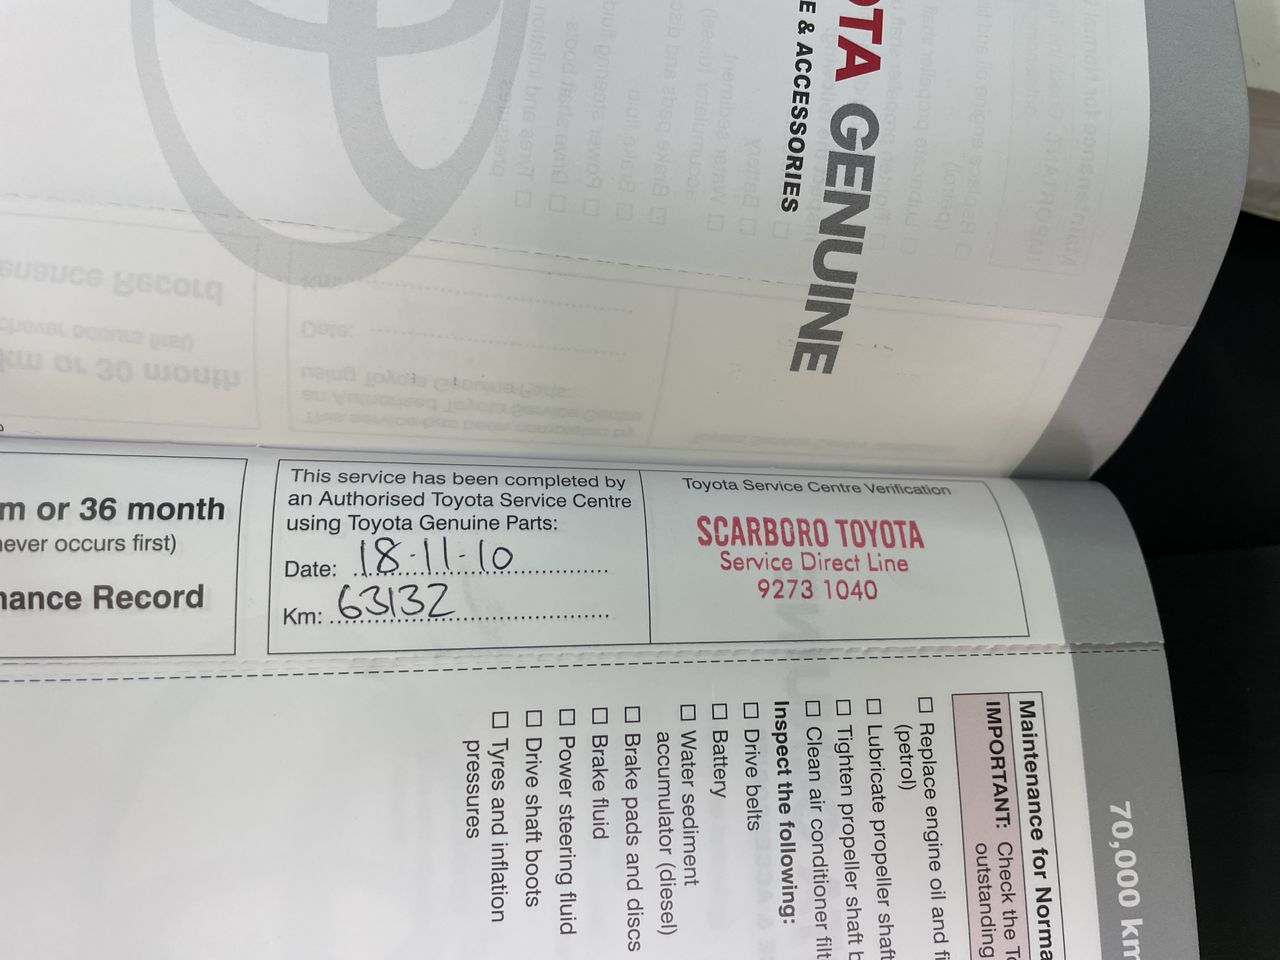 OTA GENUINE
E & ACCESSORIES
m or 36 month
never occurs first)
nance Record
This service has been completed by
an Authorised Toyota Service Centre
using Toyota Genuine Parts:
Date: 18-11-10
Km: 63132
Toyota Service Centre Verification
SCARBORO TOYOTA
Service Direct Line
9273 1040
70,000 km
Maintenance for Norma
IMPORTANT: Check the To
outstanding
☐ Replace engine oil and fi
(petrol)
☐ Lubricate propeller shaft
☐ Tighten propeller shaft b
☐ Clean air conditioner filt
Inspect the following:
☐ Drive belts
☐ Battery
☐ Water sediment
accumulator (diesel)
☐ Brake pads and discs
☐ Brake fluid
☐ Power steering fluid
☐ Drive shaft boots
☐ Tyres and inflation
pressures